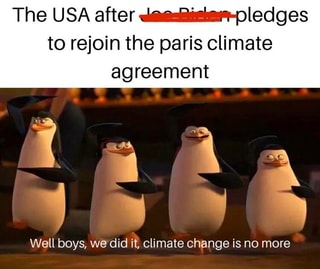 The USA after pledges
to rejoin the paris climate
agreement
Well boys, we did it, climate change is no more